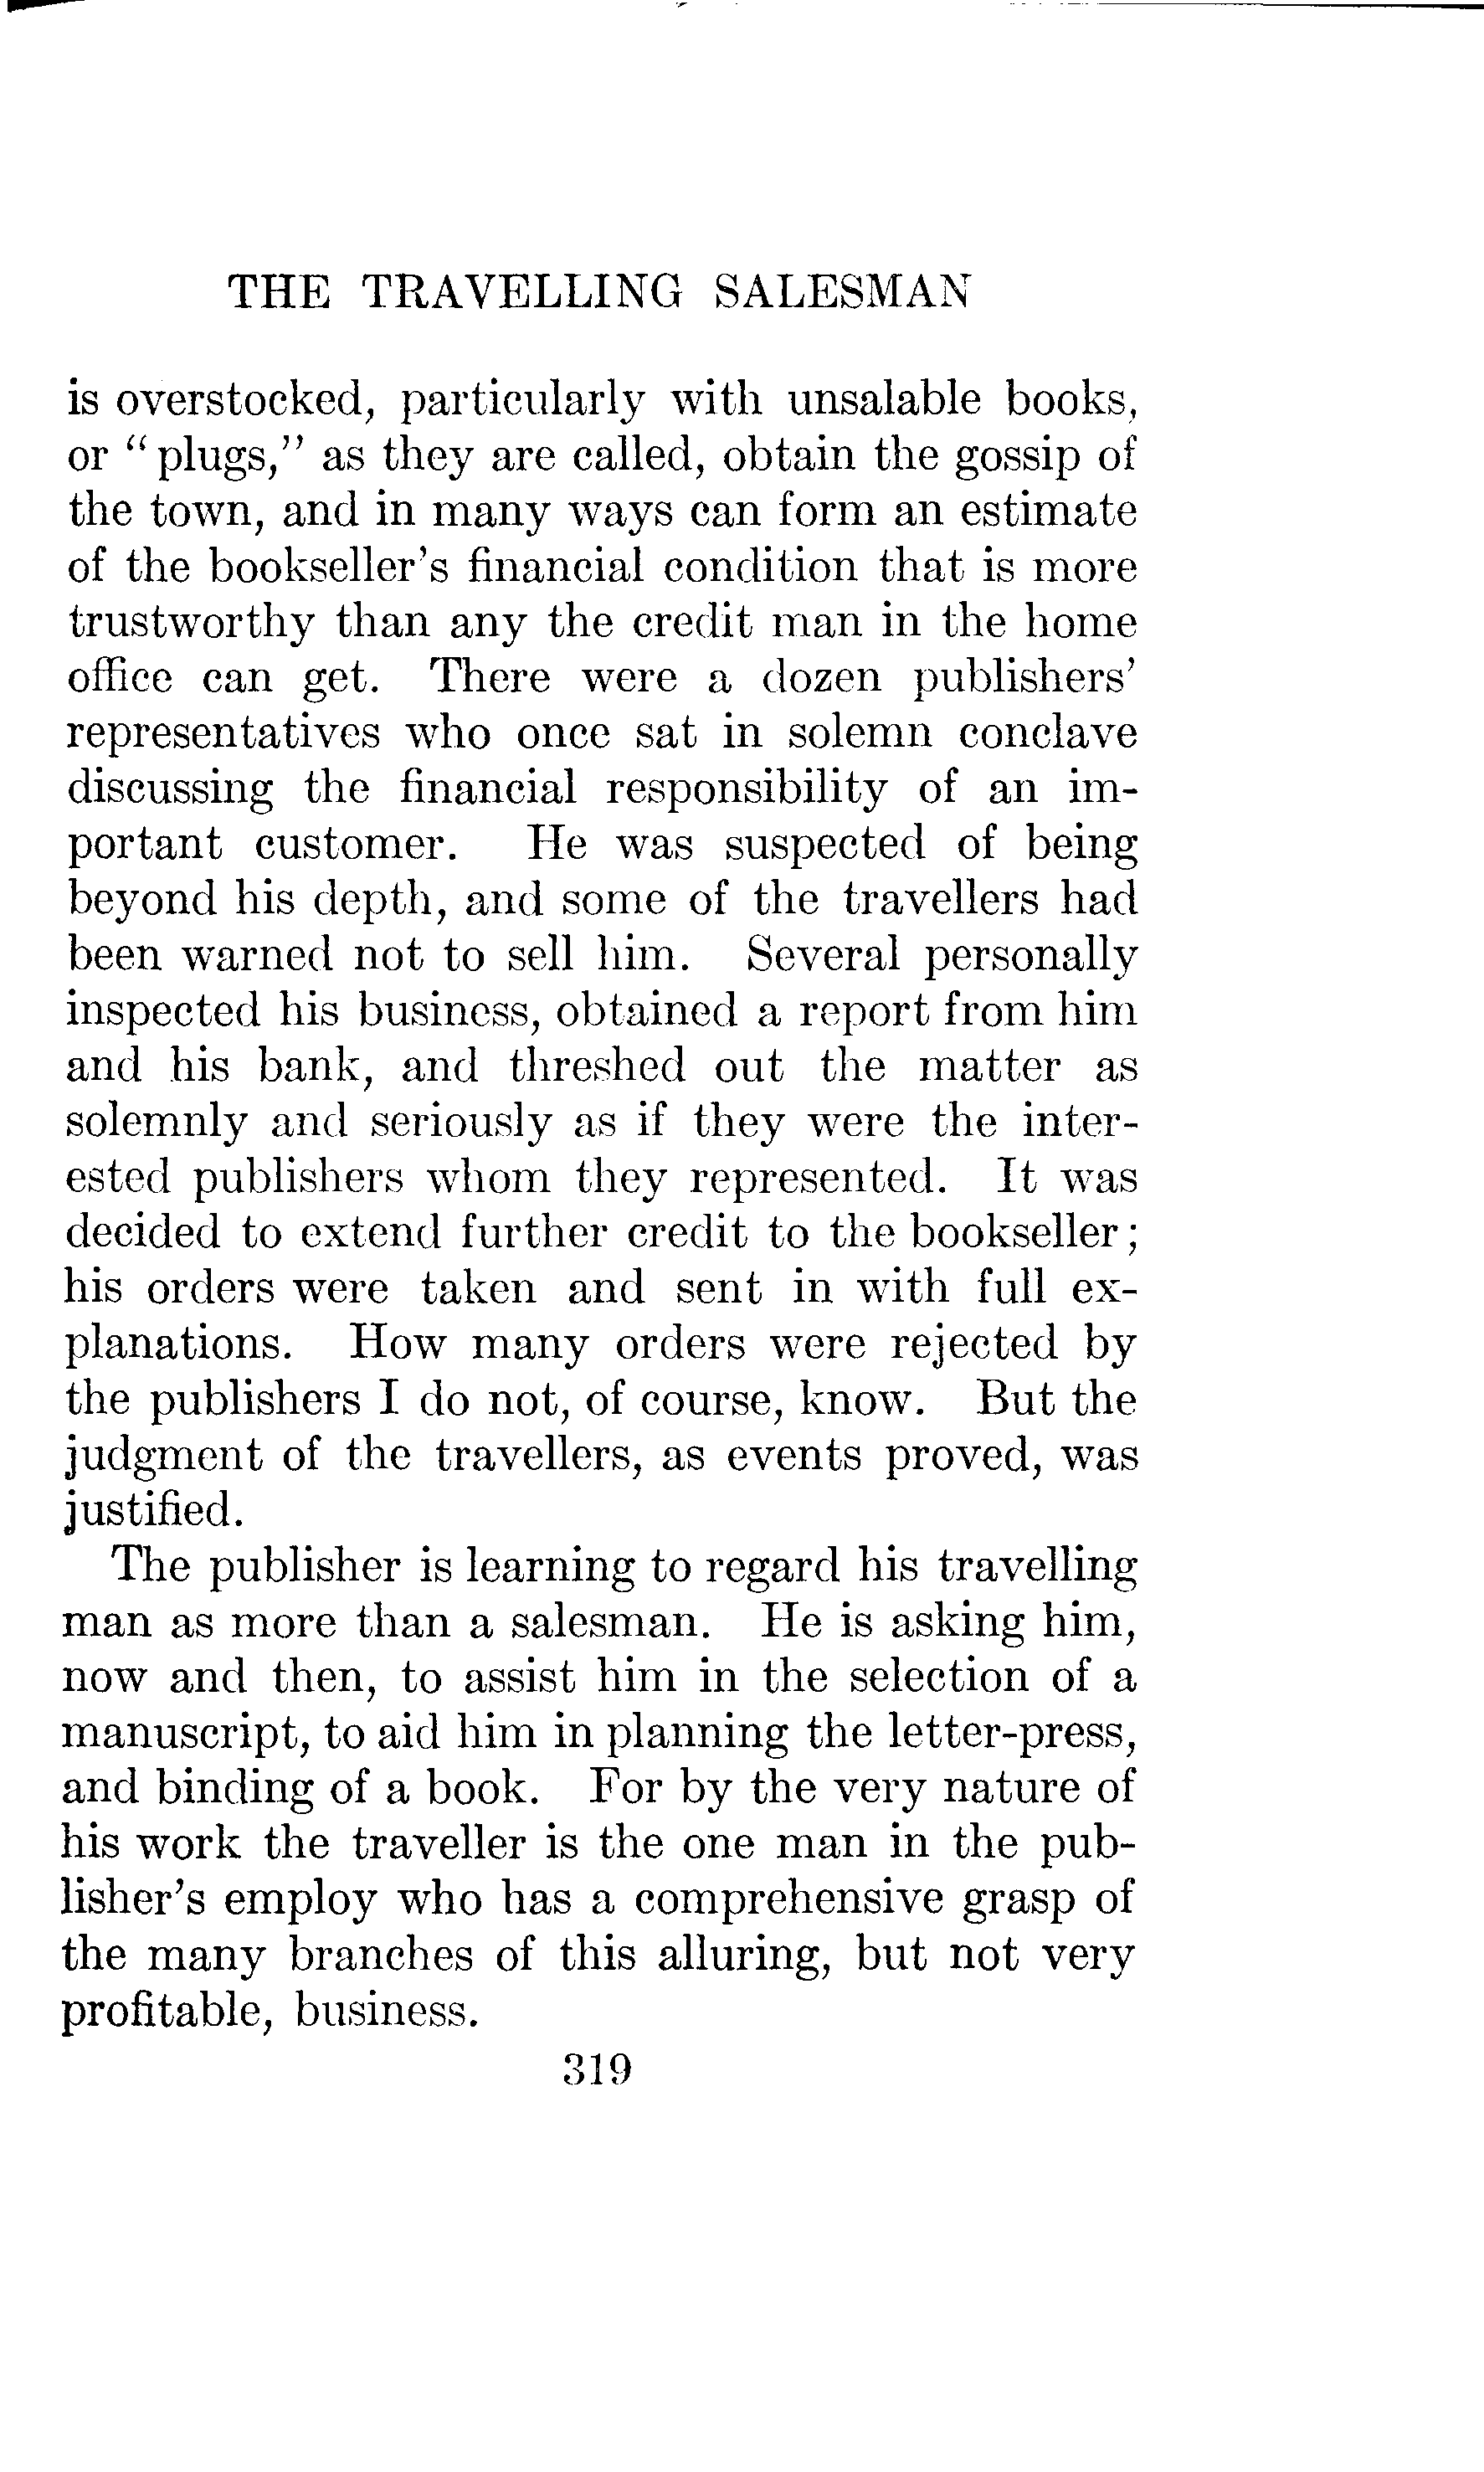 THE TRAVELLING SALESMAN
is overstocked, particularly with unsalable books,
or "plugs," as they are called, obtain the gossip of
the town, and in many ways can form an estimate
of the bookseller's financial condition that is more
trustworthy than any the credit man in the home
office can get. There were a dozen publishers'
representatives who once sat in solemn conclave
discussing the financial responsibility of an im-
portant customer. He was suspected of being
beyond his depth, and some of the travellers had
been warned not to sell him. Several personally
inspected his business, obtained a report from him
and his bank, and threshed out the matter as
solemnly and seriously as if they were the inter-
ested publishers whom they represented. It was
decided to extend further credit to the bookseller;
his orders were taken and sent in with full ex-
planations. How many orders were rejected by
the publishers I do not, of course, know. But the
judgment of the travellers, as events proved, was
justified.
The publisher is learning to regard his travelling
man as more than a salesman. He is asking him,
now and then, to assist him in the selection of a
manuscript, to aid him in planning the letter-press,
and binding of a book. For by the very nature of
his work the traveller is the one man in the pub-
lisher's employ who has a comprehensive grasp of
the many branches of this alluring, but not very
profitable, business.
319